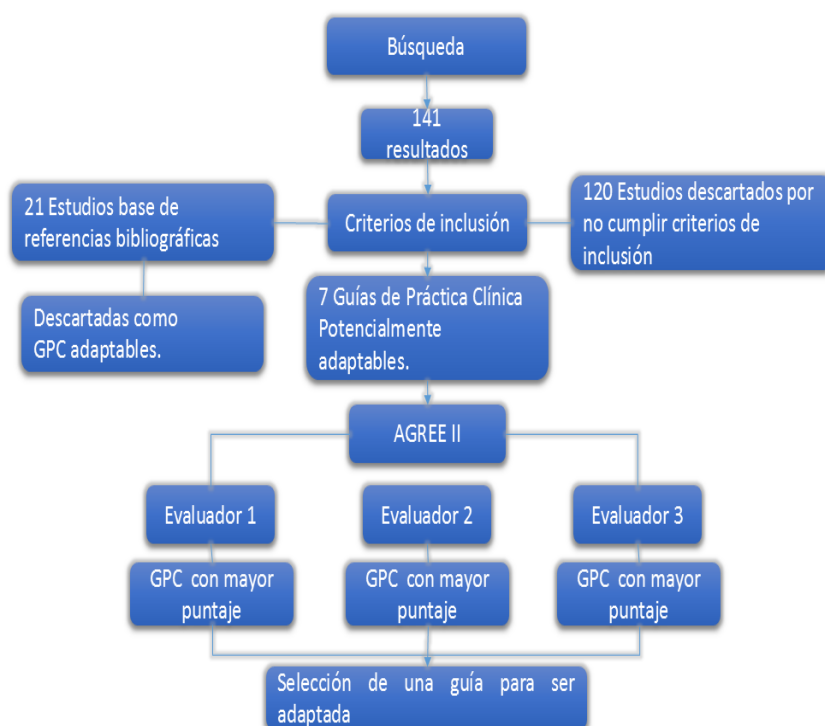 Búsqueda
141
resultados
21 Estudios base de
referencias bibliográficas
Criterios de inclusión
120 Estudios descartados por
no cumplir criterios de
inclusión
Descartadas como
GPC adaptables.
7 Guías de Práctica Clínica
Potencialmente
adaptables.
AGREE II
Evaluador 1
Evaluador 2
Evaluador 3
GPC con mayor
puntaje
GPC con mayor
puntaje
GPC con mayor
puntaje
Selección de una guía para ser
adaptada